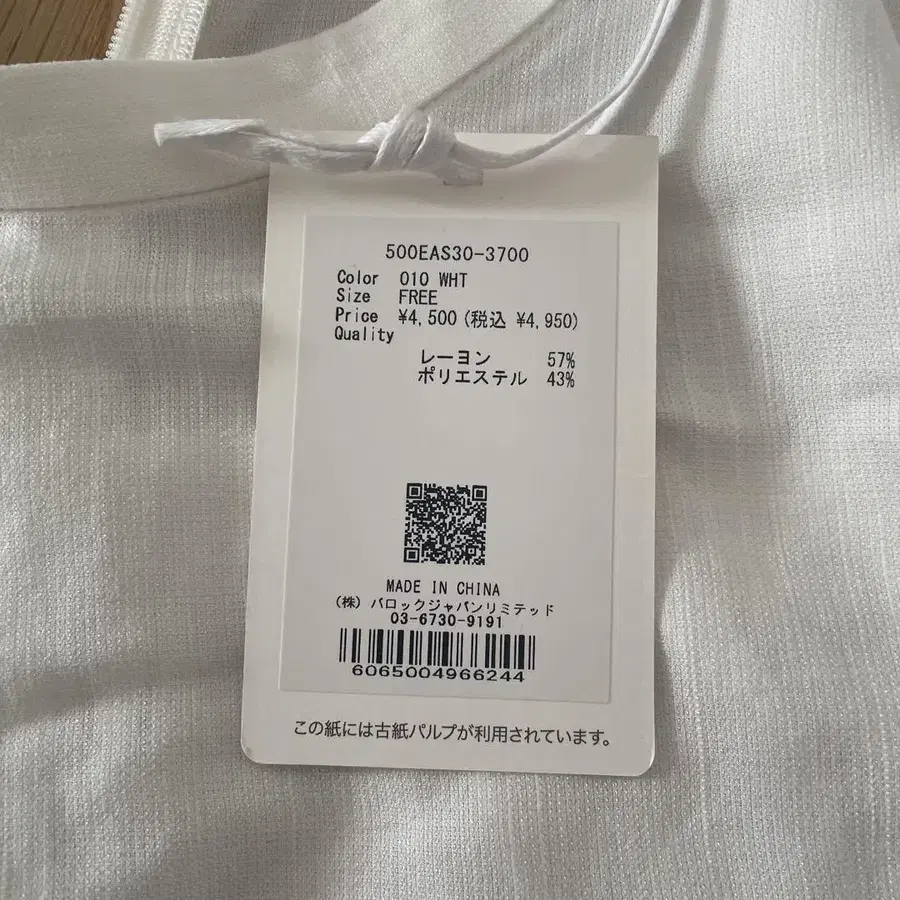 500EAS30-3700
Color 010 WHT
Size FREE
Price ¥4,500(税込 ¥4,950)
Quality
レーヨン 57%
ポリエステル 43%
MADE IN CHINA
(株) バロックジャパンリミテッド
03-6730-9191
6065004966244
この紙には古紙パルプが利用されています。